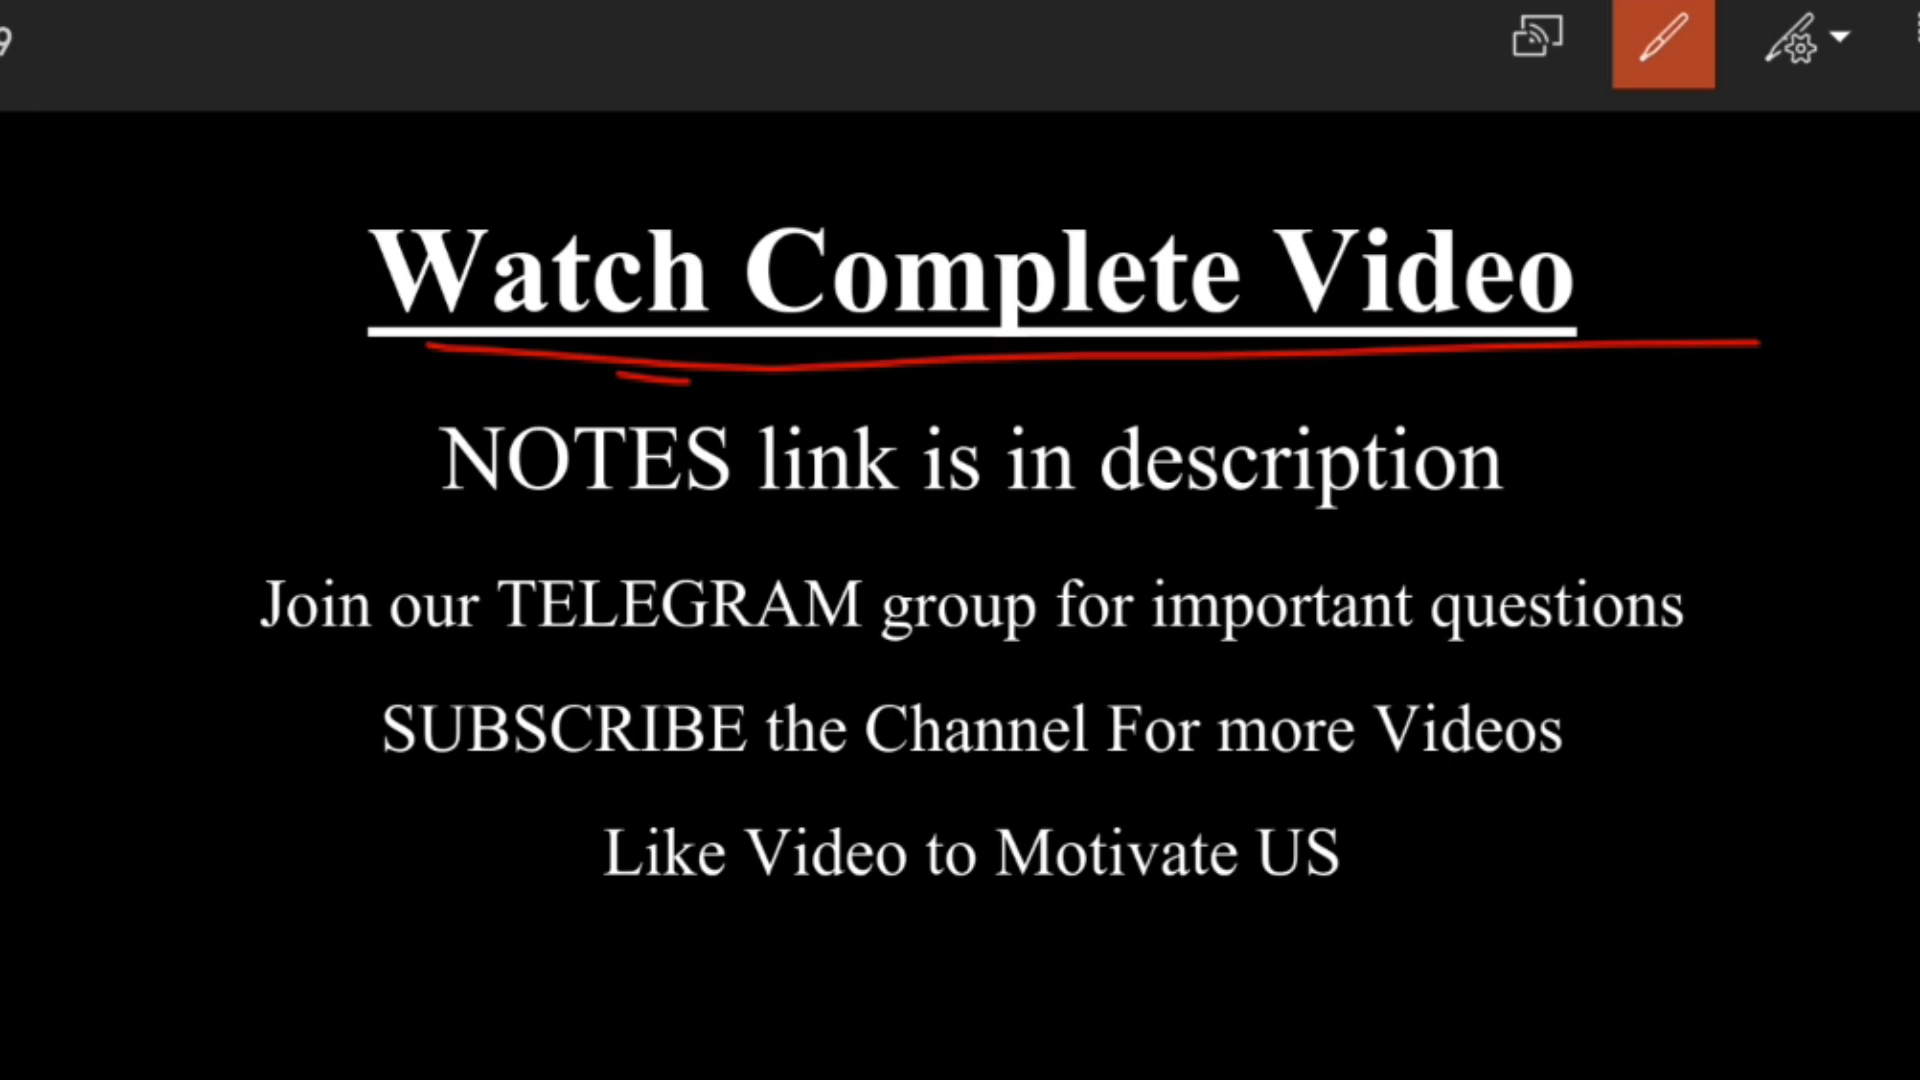 9
Watch Complete Video
NOTES link is in description
Join our TELEGRAM group for important questions
SUBSCRIBE the Channel For more Videos
Like Video to Motivate US